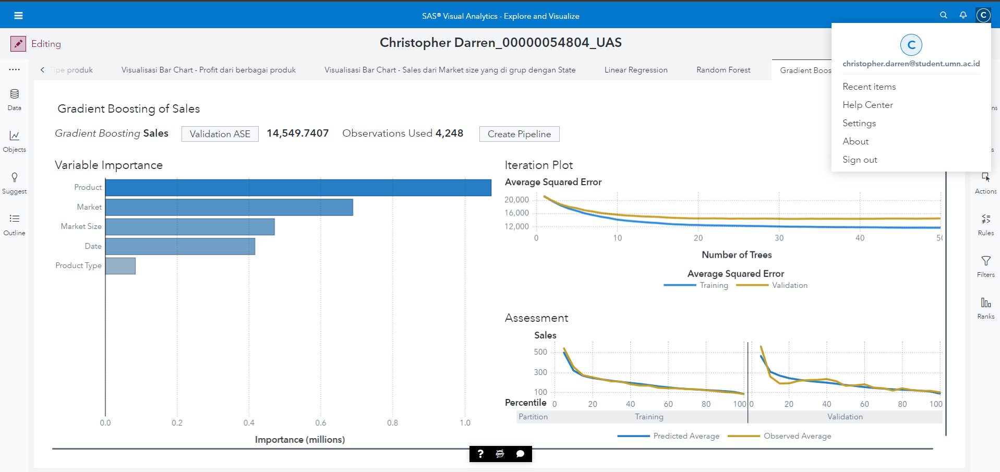 SAS® Visual Analytics - Explore and Visualize
C
Editing
Christopher Darren_00000054804_UAS
C
christopher.darren@student.umn.ac.id
Recent items
Help Center
Settings
About
Sign out
Tipe produk
Visualisasi Bar Chart - Profit dari berbagai produk
Visualisasi Bar Chart - Sales dari Market size yang di grup dengan State
Linear Regression
Random Forest
Gradient Boos
Data
Objects
Suggest
Outline
Gradient Boosting of Sales
Gradient Boosting Sales
Validation ASE
14,549.7407
Observations Used 4,248
Create Pipeline
Variable Importance
Product
Market
Market Size
Date
Product Type
0.0 0.2 0.4 0.6 0.8 1.0
Importance (millions)
Iteration Plot
Average Squared Error
20,000
16,000
12,000
0 10 20 30 40 50
Number of Trees
Average Squared Error
Training Validation
Assessment
Sales
500
300
100
Percentile 0 20 40 60 80 100 0 20 40 60 80 100
Partition Training Validation
Predicted Average Observed Average
ns
s
Actions
Rules
Filters
Ranks
?
jupyter